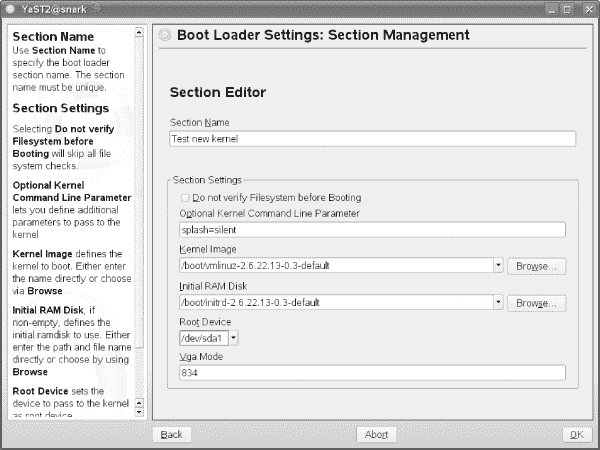 YaST2@snark
Section Name
Use Section Name to
specify the boot loader
section name. The section
name must be unique.
Section Settings
Selecting Do not verify
Filesystem before
Booting will skip all file
system checks.
Optional Kernel
Command Line Parameter
lets you define additional
parameters to pass to the
kernel
Kernel Image defines the
kernel to boot. Either enter
the name directly or choose
via Browse
Initial RAM Disk, if
non-empty, defines the
initial ramdisk to use. Either
enter the path and file name
directly or choose by using
Browse
Root Device sets the
device to pass to the kernel
as root device.
Boot Loader Settings: Section Management
Section Editor
Section Name
Test new kernel
Section Settings
Do not verify Filesystem before Booting
Optional Kernel Command Line Parameter
splash=silent
Kernel Image
/boot/vmlinuz-2.6.22.13-0.3-default
Browse...
Initial RAM Disk
/boot/initrd-2.6.22.13-0.3-default
Browse...
Root Device
/dev/sda1
Vga Mode
834
Back
Abort
OK